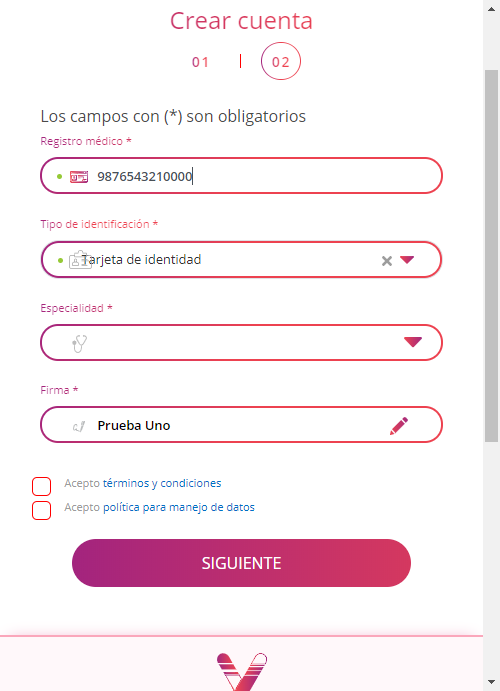 Crear cuenta
01 | 02
Los campos con (*) son obligatorios
Registro médico *
9876543210000
Tipo de identificación *
Tarjeta de identidad
Especialidad *
Firma *
Prueba Uno
Acepto términos y condiciones
Acepto política para manejo de datos
SIGUIENTE